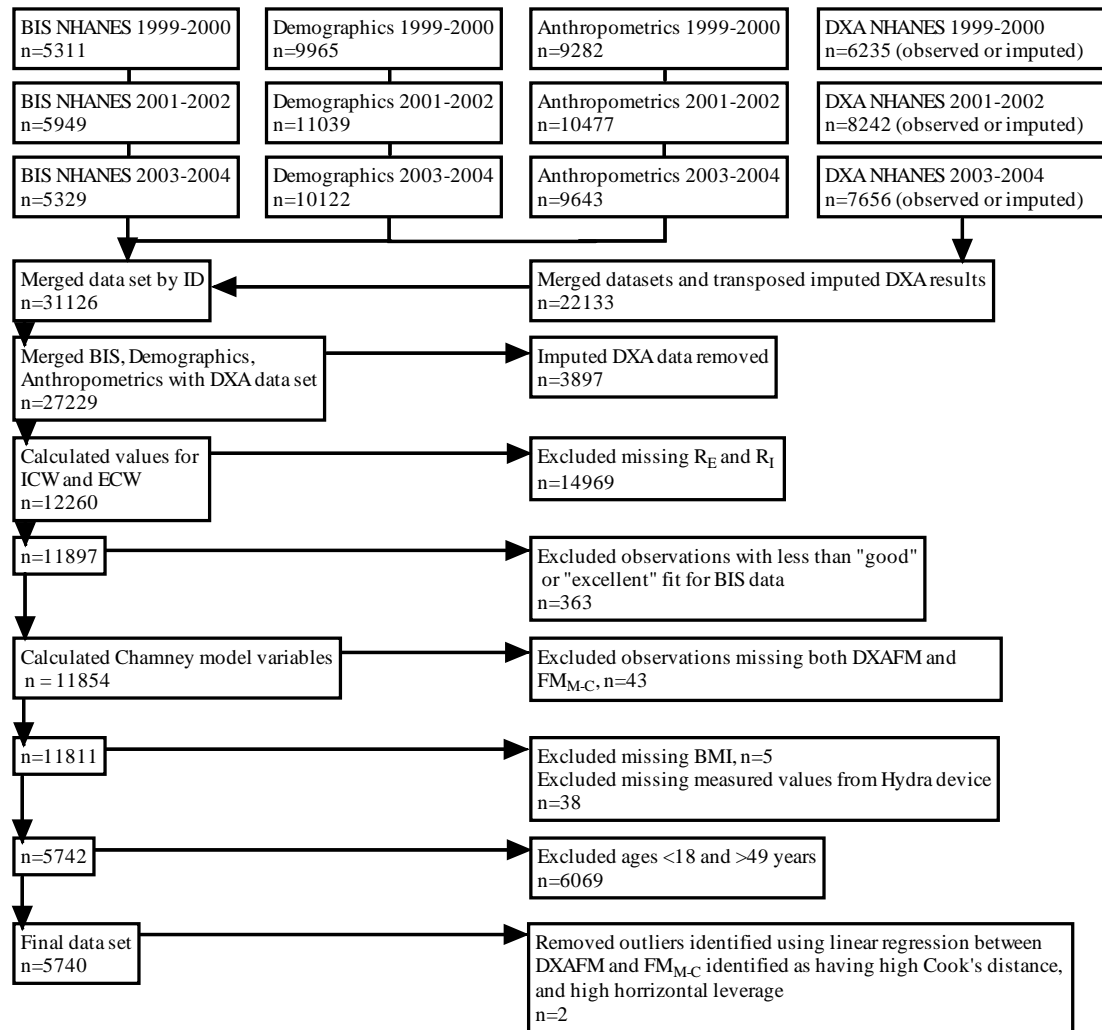 BIS NHANES 1999-2000
n=5311
Demographics 1999-2000
n=9965
Anthropometrics 1999-2000
n=9282
DXA NHANES 1999-2000
n=6235 (observed or imputed)
BIS NHANES 2001-2002
n=5949
Demographics 2001-2002
n=11039
Anthropometrics 2001-2002
n=10477
DXA NHANES 2001-2002
n=8242 (observed or imputed)
BIS NHANES 2003-2004
n=5329
Demographics 2003-2004
n=10122
Anthropometrics 2003-2004
n=9643
DXA NHANES 2003-2004
n=7656 (observed or imputed)
Merged data set by ID
n=31126
Merged datasets and transposed imputed DXA results
n=22133
Merged BIS, Demographics,
Anthropometrics with DXA data set
n=27229
Imputed DXA data removed
n=3897
Calculated values for
ICW and ECW
n=12260
Excluded missing R_E and R_I
n=14969
n=11897
Excluded observations with less than "good"
or "excellent" fit for BIS data
n=363
Calculated Chamney model variables
n = 11854
Excluded observations missing both DXAFM and
FM_M-C, n=43
n=11811
Excluded missing BMI, n=5
Excluded missing measured values from Hydra device
n=38
n=5742
Excluded ages <18 and >49 years
n=6069
Final data set
n=5740
Removed outliers identified using linear regression between
DXAFM and FM_M-C identified as having high Cook's distance,
and high horrizontal leverage
n=2